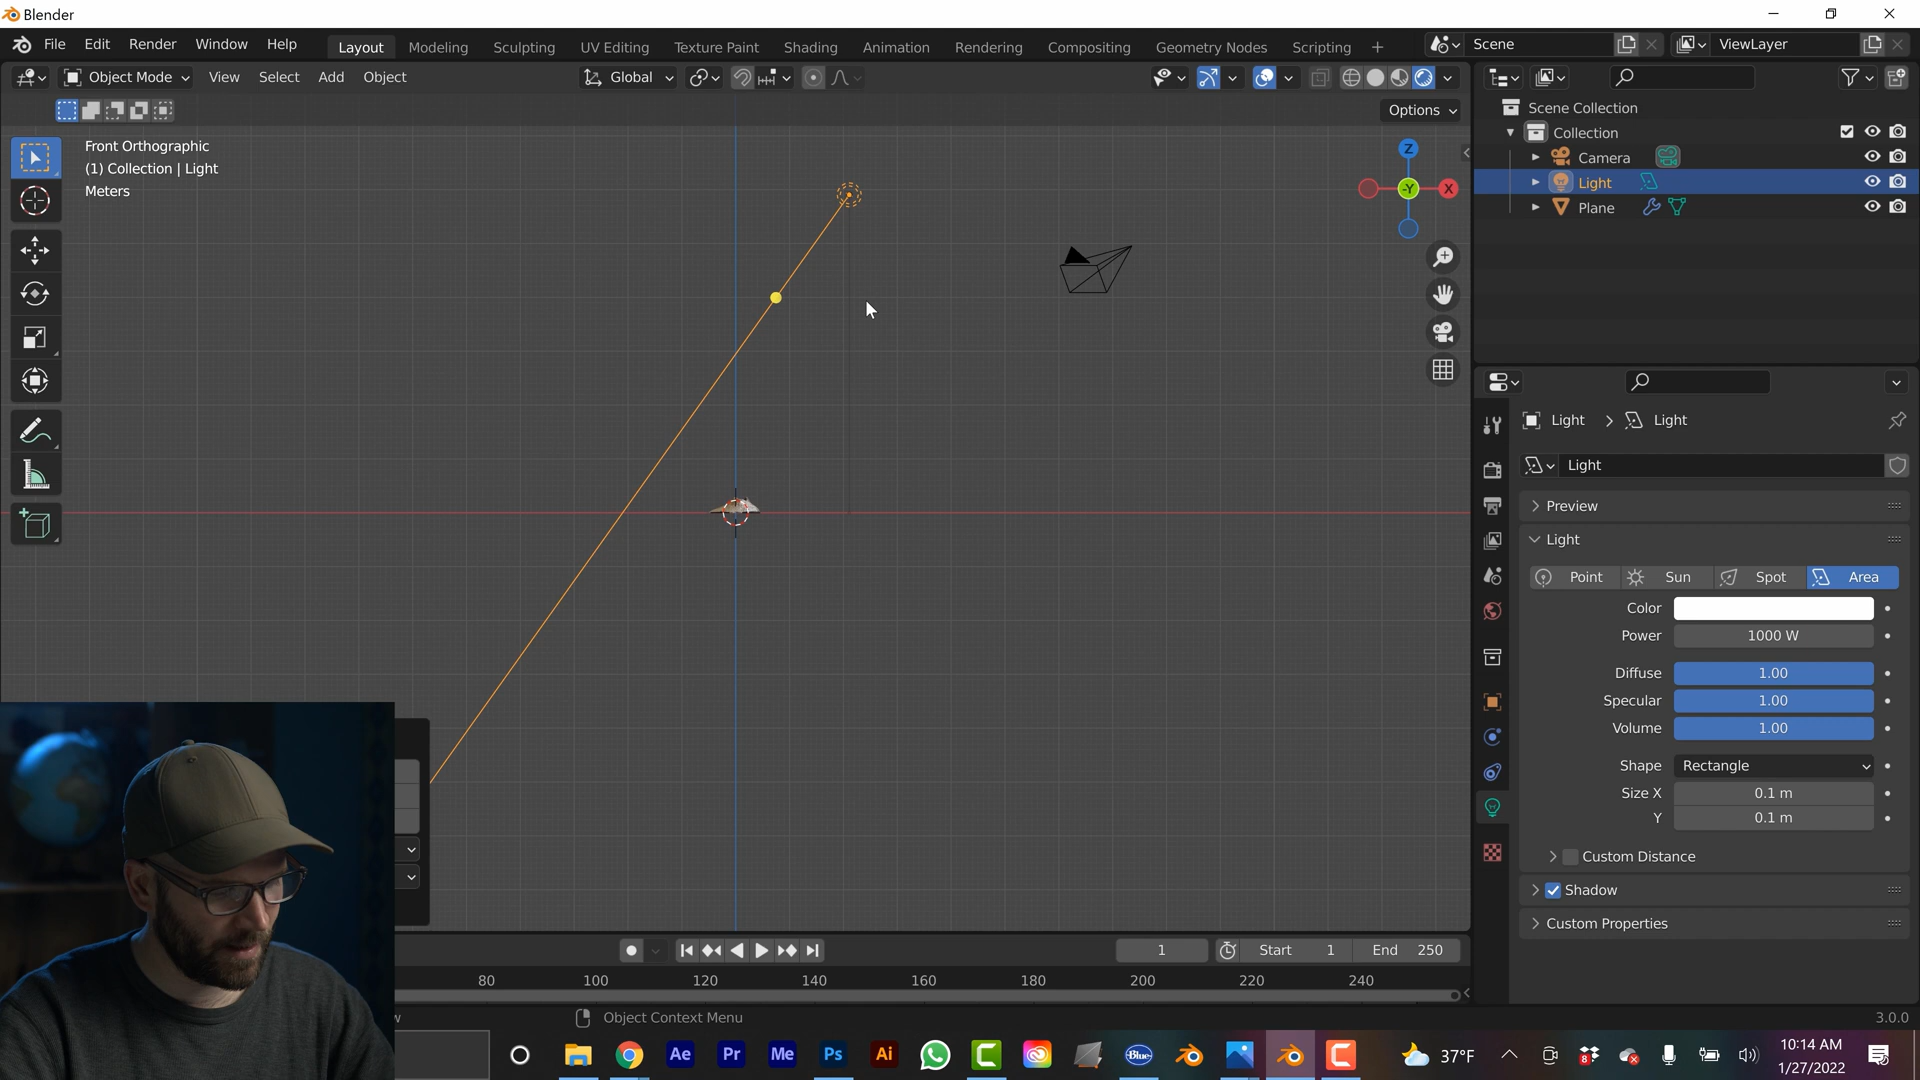 Blender
File Edit Render Window Help Layout Modeling Sculpting UV Editing Texture Paint Shading Animation Rendering Compositing Geometry Nodes Scripting + Scene ViewLayer
Object Mode View Select Add Object Global
Options
Front Orthographic
(1) Collection | Light
Meters
Z
-Y X
Scene Collection
Collection
Camera
Light
Plane
Light > Light
Light
Preview
Light
Point Sun Spot Area
Color
Power 1000 W
Diffuse 1.00
Specular 1.00
Volume 1.00
Shape Rectangle
Size X 0.1 m
Y 0.1 m
Custom Distance
Shadow
Custom Properties
1 Start 1 End 250
80 100 120 140 160 180 200 220 240
Object Context Menu 3.0.0
Ae Pr Me Ps Ai Blue 8 37°F
10:14 AM
1/27/2022